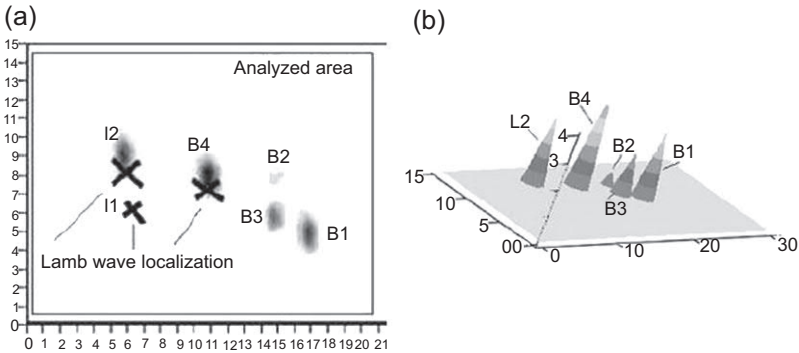 (a)
15
14
13
12
11
10
9
8
7
6
5
4
3
2
1
0
Analyzed area
I2
B4
B2
I1
B3
B1
Lamb wave localization
0 1 2 3 4 5 6 7 8 9 10 11 12 13 14 15 16 17 18 19 20 21
(b)
B4
L2
4
B2
B1
3
B3
15
10
5
00
0
10
20
30